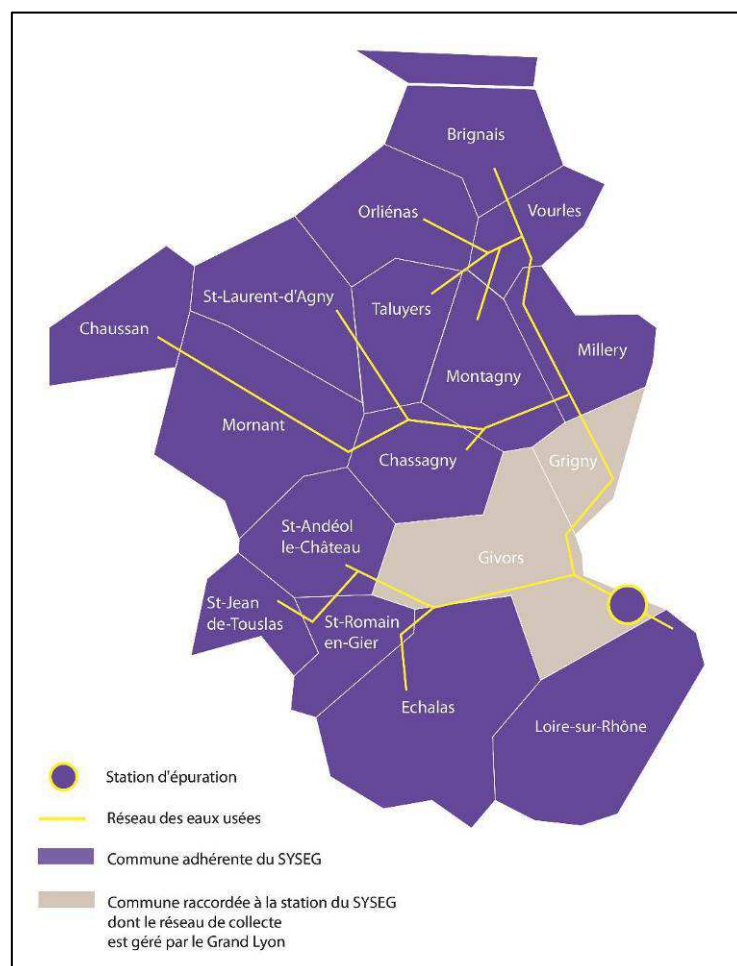 Brignais
Vourles
Orliénas
St-Laurent-d'Agny
Taluyers
Chaussan
Millery
Montagny
Mornant
Chassagny
Grigny
St-Andéol
le-Château
Givors
St-Jean
de-Touslas
St-Romain
en-Gier
Echalas
Loire-sur-Rhône
Station d'épuration
Réseau des eaux usées
Commune adhérente du SYSEG
Commune raccordée à la station du SYSEG
dont le réseau de collecte
est géré par le Grand Lyon